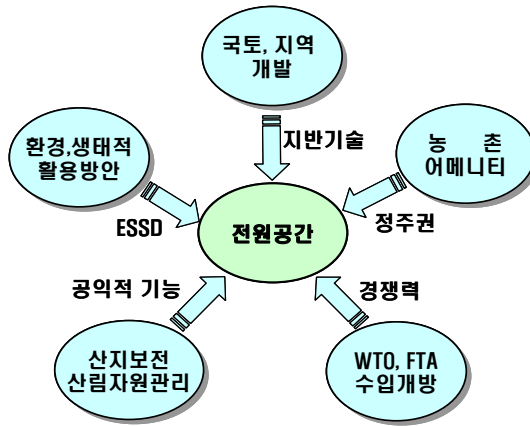 국토, 지역
개발
지반기술
환경,생태적
활용방안
농 촌
어메니티
ESSD
전원공간
정주권
공익적 기능
경쟁력
산지보전
산림자원관리
WTO, FTA
수입개방